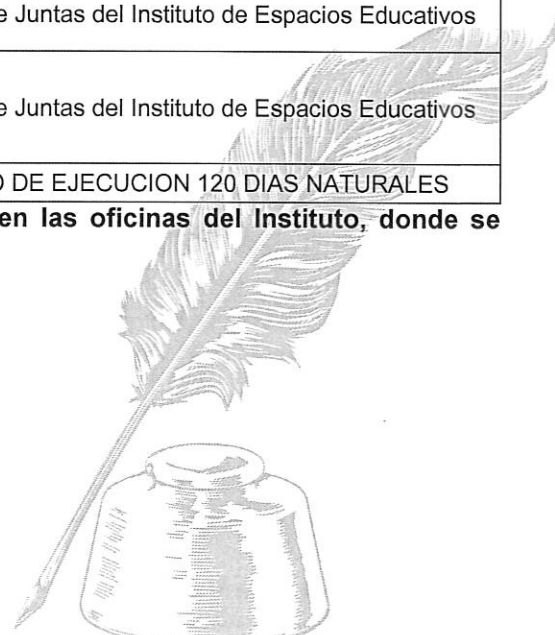 e Juntas del Instituto de Espacios Educativos
e Juntas del Instituto de Espacios Educativos
O DE EJECUCION 120 DIAS NATURALES
en las oficinas del Instituto, donde se